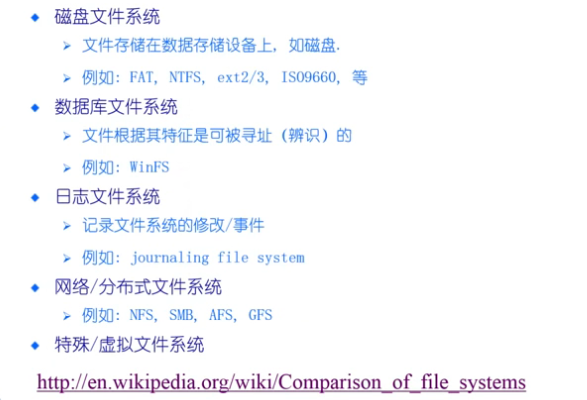 磁盘文件系统
文件存储在数据存储设备上, 如磁盘.
例如: FAT, NTFS, ext2/3, ISO9660, 等
数据库文件系统
文件根据其特征是可被寻址（辨识）的
例如: WinFS
日志文件系统
记录文件系统的修改/事件
例如: journaling file system
网络/分布式文件系统
例如: NFS, SMB, AFS, GFS
特殊/虚拟文件系统
http://en.wikipedia.org/wiki/Comparison_of_file_systems